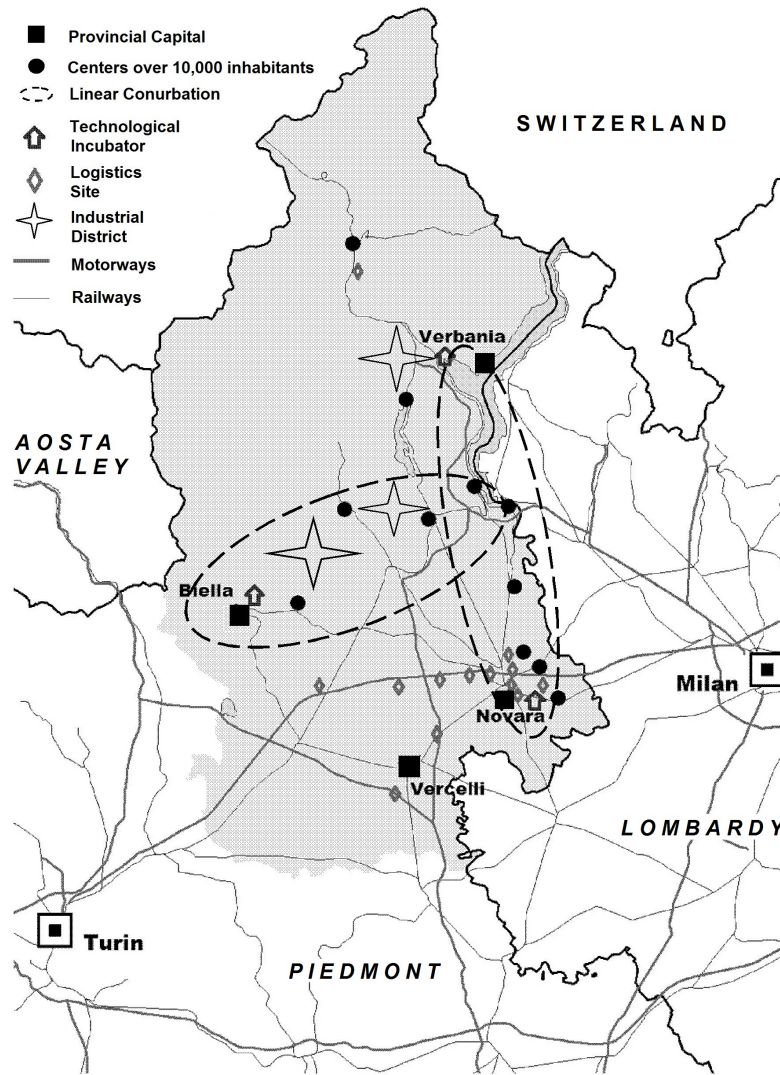 Provincial Capital
Centers over 10,000 inhabitants
Linear Conurbation
Technological
Incubator
Logistics
Site
Industrial
District
Motorways
Railways
SWITZERLAND
Verbania
AOSTA
VALLEY
Biella
Milan
Novara
Vercelli
LOMBARDY
Turin
PIEDMONT